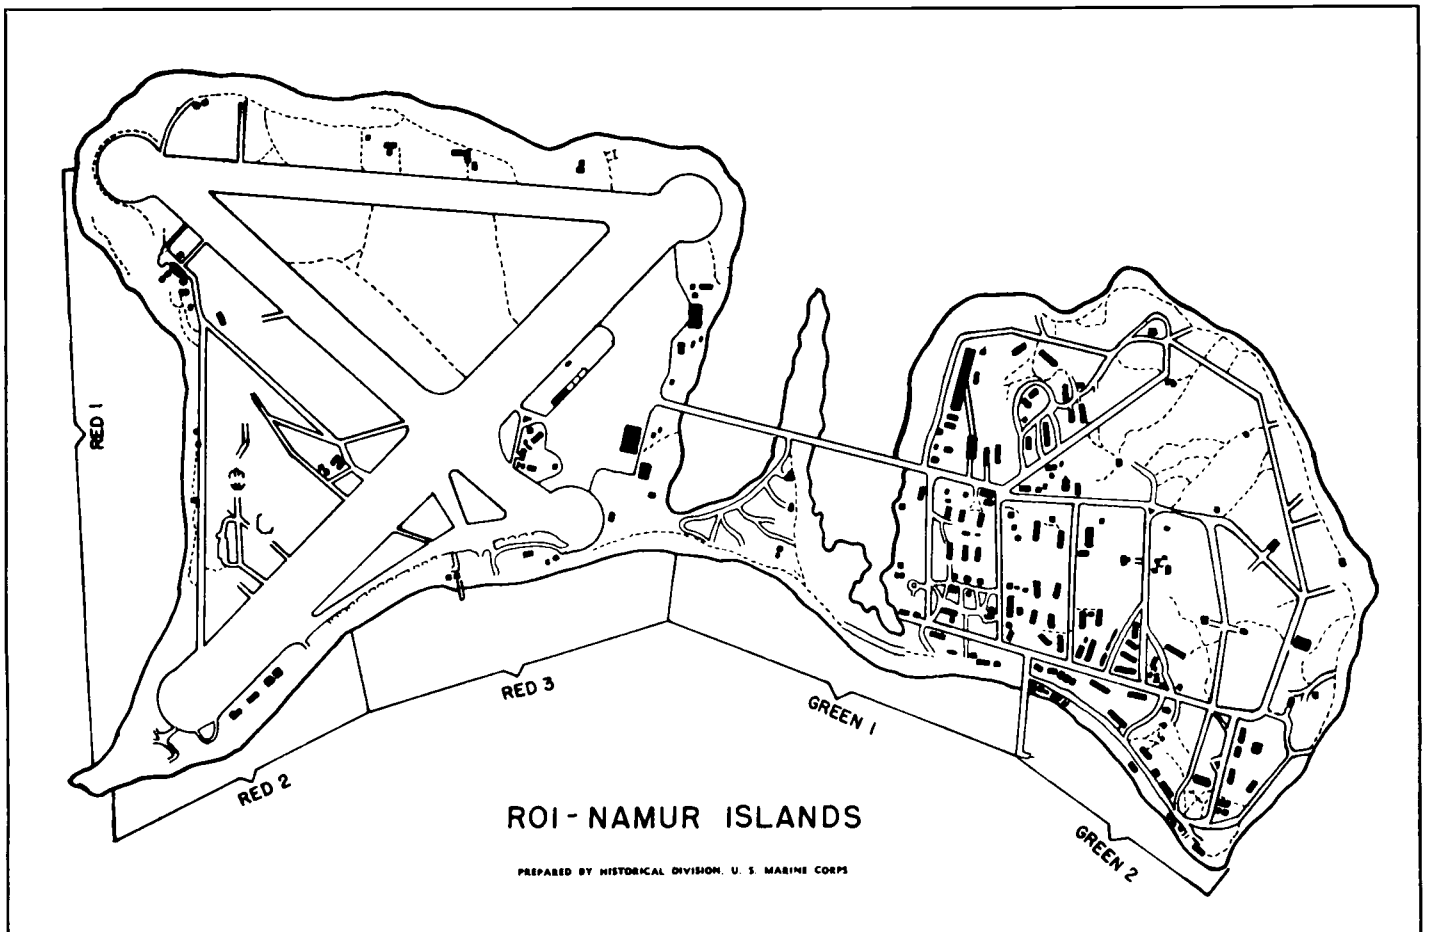 RED 1
RED 2
RED 3
GREEN 1
GREEN 2
ROI - NAMUR ISLANDS
PREPARED BY HISTORICAL DIVISION, U. S. MARINE CORPS